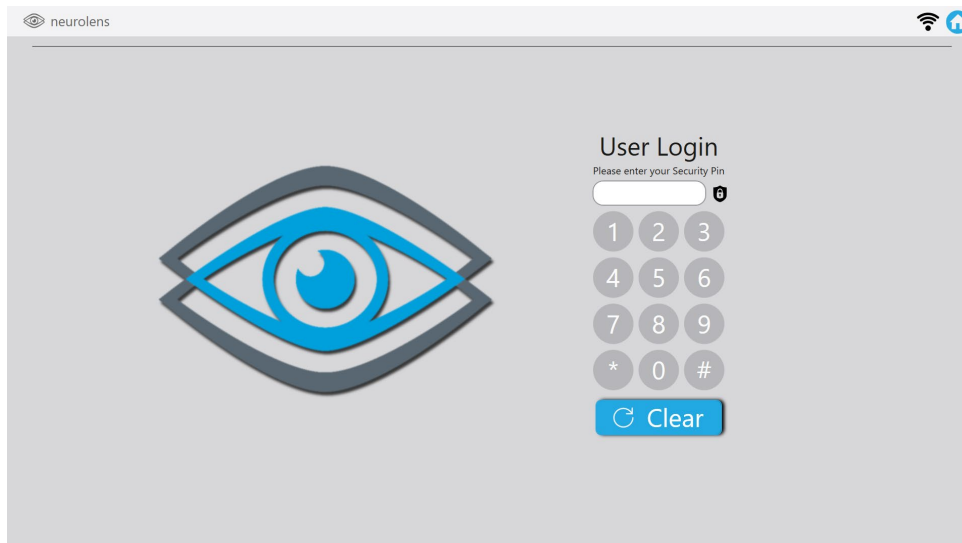 neurolens
User Login
Please enter your Security Pin
1 2 3
4 5 6
7 8 9
* 0 #
Clear